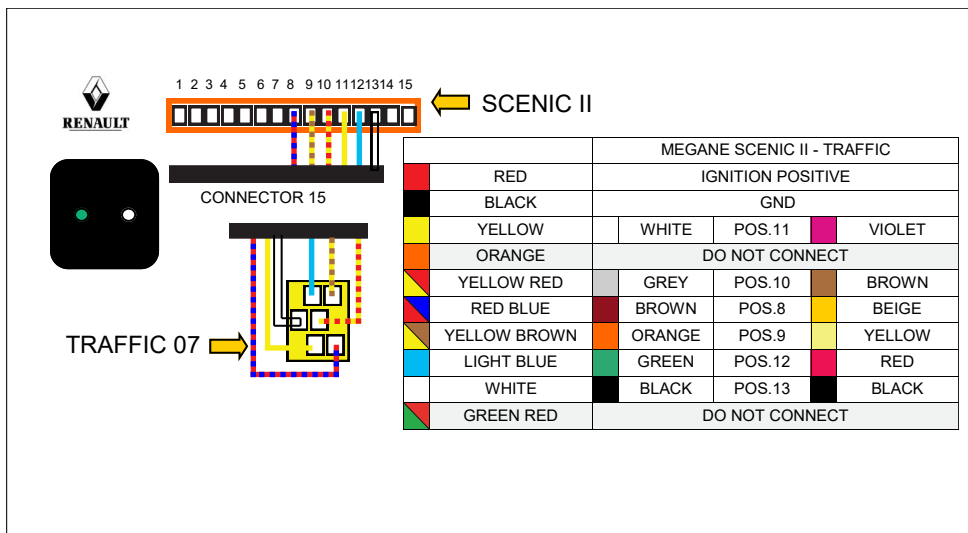 1 2 3 4 5 6 7 8 9 10 11 12 13 14 15
RENAULT
SCENIC II
CONNECTOR 15
TRAFFIC 07
MEGANE SCENIC II - TRAFFIC
RED IGNITION POSITIVE
BLACK GND
YELLOW WHITE POS.11 VIOLET
ORANGE DO NOT CONNECT
YELLOW RED GREY POS.10 BROWN
RED BLUE BROWN POS.8 BEIGE
YELLOW BROWN ORANGE POS.9 YELLOW
LIGHT BLUE GREEN POS.12 RED
WHITE BLACK POS.13 BLACK
GREEN RED DO NOT CONNECT